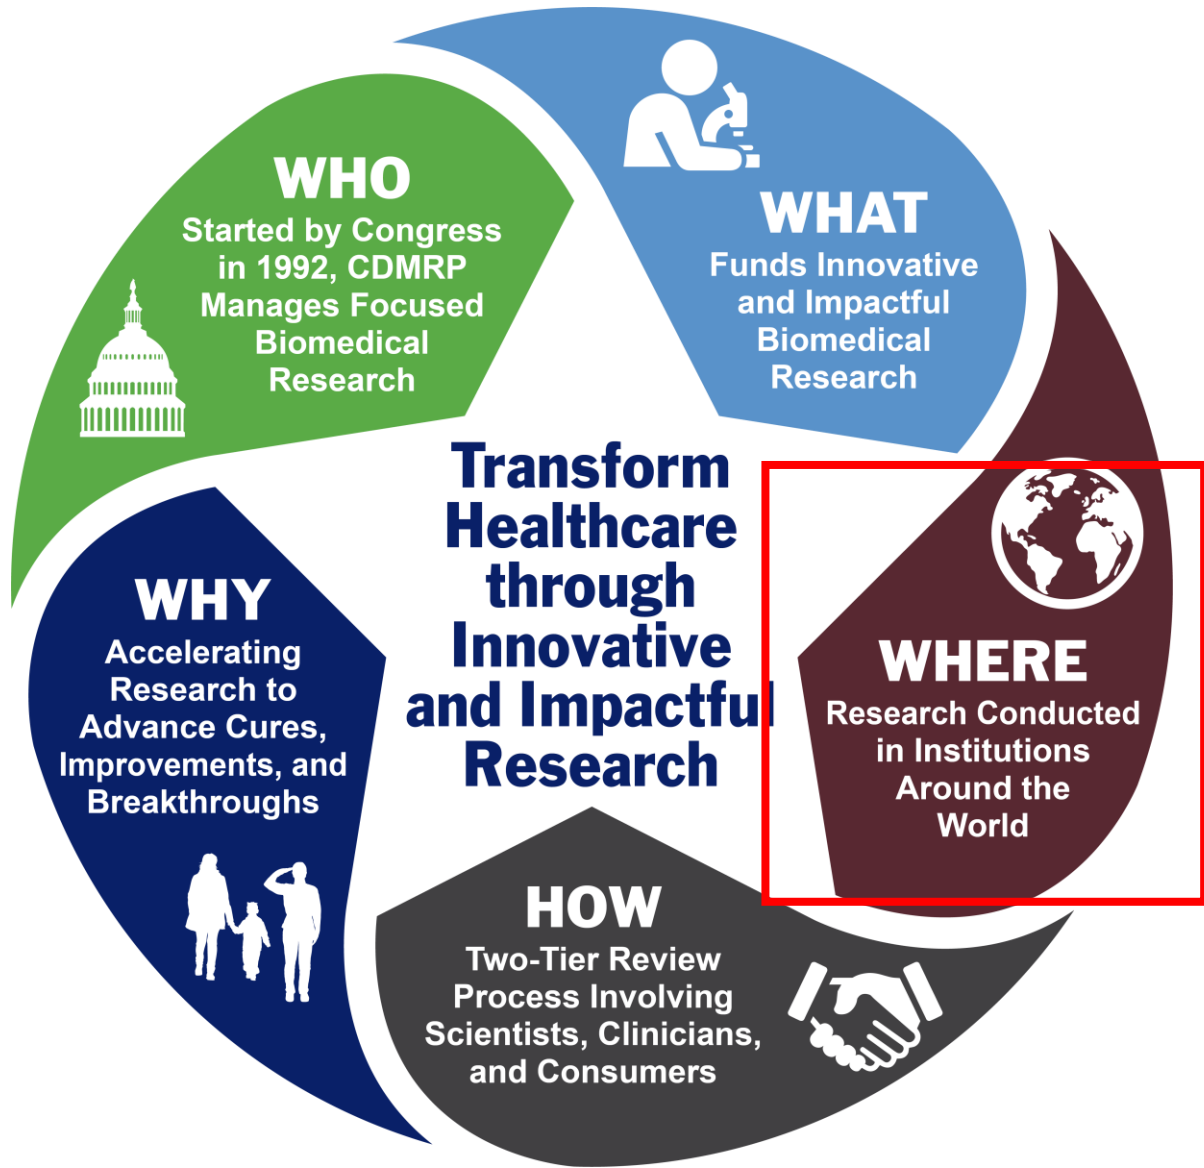 WHO
Started by Congress
in 1992, CDMRP
Manages Focused
Biomedical
Research
WHAT
Funds Innovative
and Impactful
Biomedical
Research
WHERE
Research Conducted
in Institutions
Around the
World
HOW
Two-Tier Review
Process Involving
Scientists, Clinicians,
and Consumers
WHY
Accelerating
Research to
Advance Cures,
Improvements, and
Breakthroughs
Transform
Healthcare
through
Innovative
and Impactful
Research